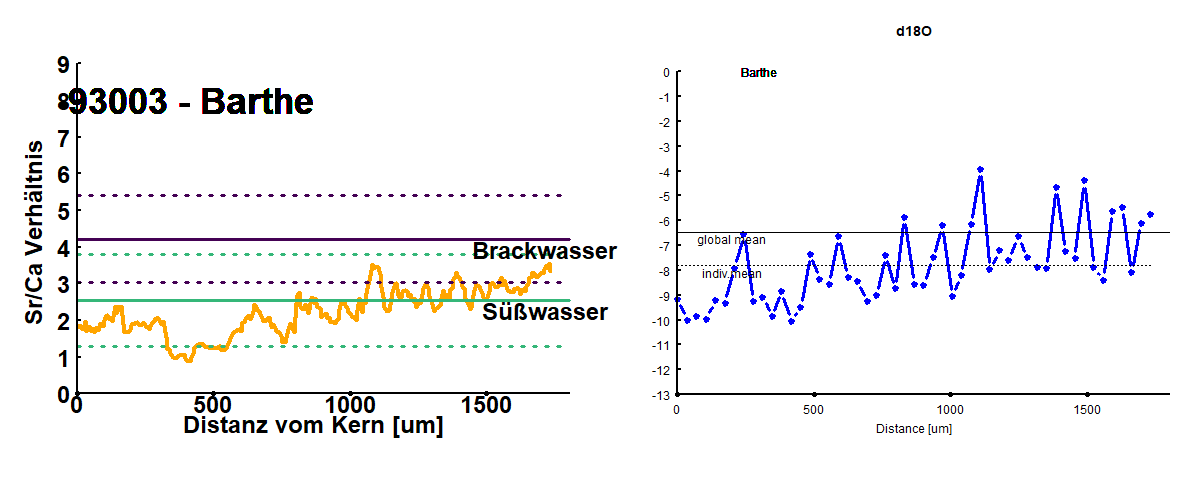 93003 - Barthe
Sr/Ca Verhältnis
9
8
7
6
5
4
3
2
1
0
Brackwasser
Süßwasser
0 500 1000 1500
Distanz vom Kern [um]
d18O
Barthe
0
-1
-2
-3
-4
-5
-6
-7
-8
-9
-10
-11
-12
-13
global mean
indiv.mean
0 500 1000 1500
Distance [um]